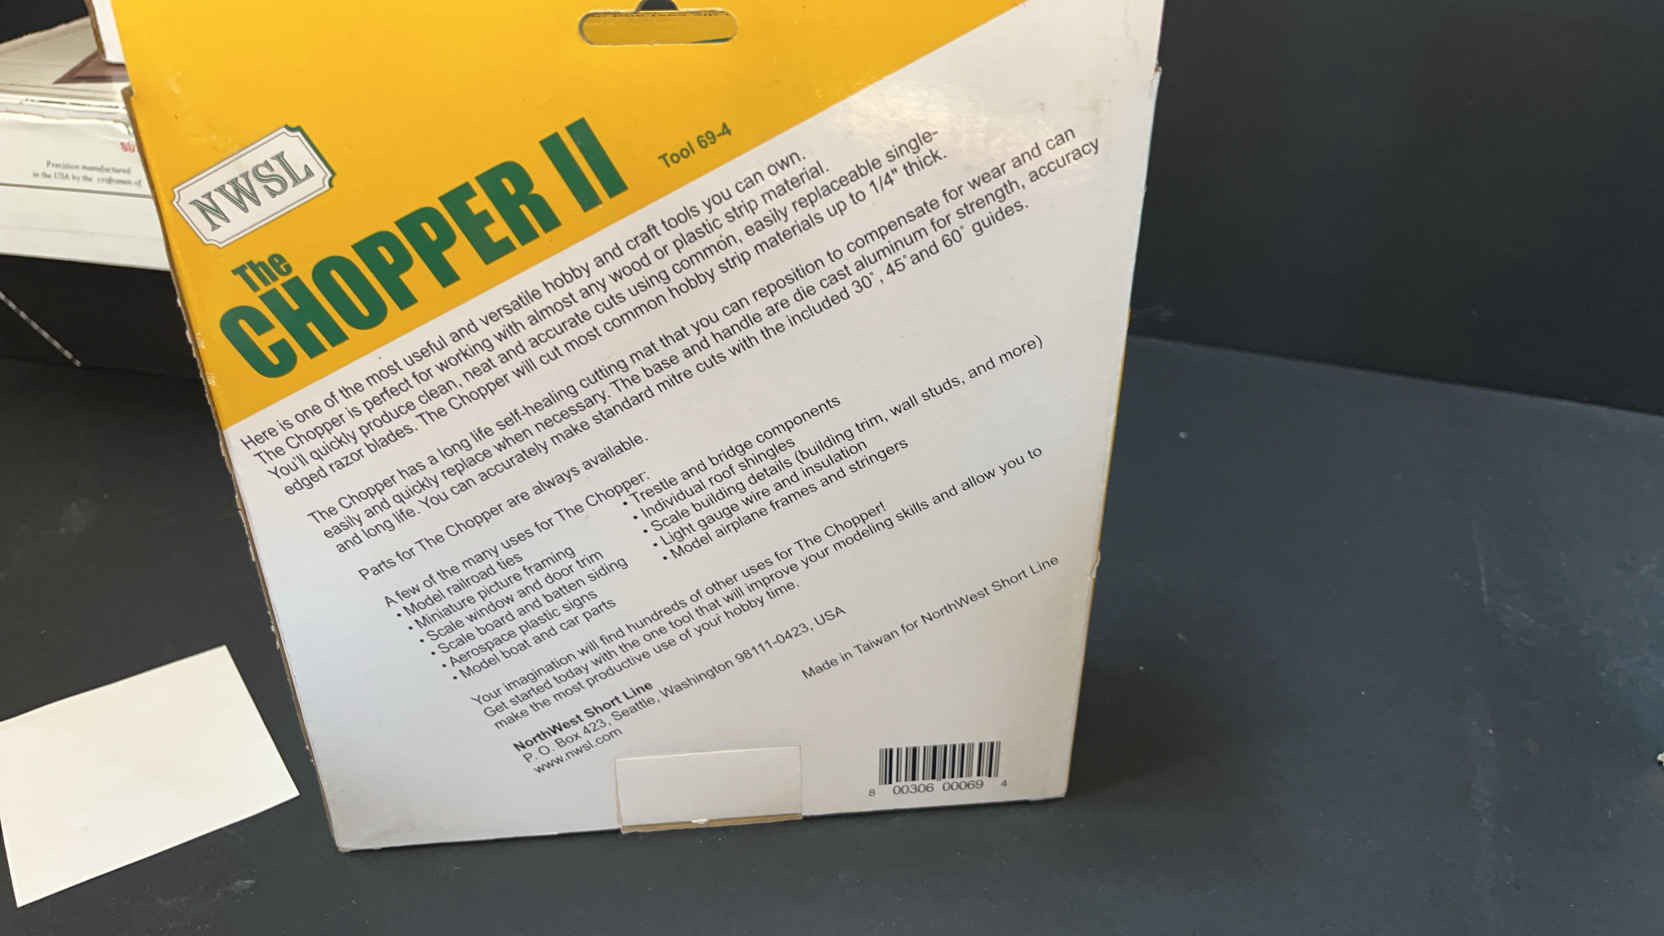 NWSL
The
CHOPPER II
Tool 69-4
Here is one of the most useful and versatile hobby and craft tools you can own.
The Chopper is perfect for working with almost any wood or plastic strip material.
You'll quickly produce clean, neat and accurate cuts using common, easily replaceable single-
edged razor blades. The Chopper will cut most common hobby strip materials up to 1/4" thick.
The Chopper has a long life self-healing cutting mat that you can reposition to compensate for wear and can
easily and quickly replace when necessary. The base and handle are die cast aluminum for strength, accuracy
and long life. You can accurately make standard mitre cuts with the included 30°, 45° and 60° guides.
Parts for The Chopper are always available.
A few of the many uses for The Chopper:
• Model railroad ties
• Miniature picture framing
• Scale window and door trim
• Scale board and batten siding
• Aerospace plastic signs
• Model boat and car parts
• Trestle and bridge components
• Individual roof shingles
• Scale building details (building trim, wall studs, and more)
• Light gauge wire and insulation
• Model airplane frames and stringers
Your imagination will find hundreds of other uses for The Chopper!
Get started today with the one tool that will improve your modeling skills and allow you to
make the most productive use of your hobby time.
NorthWest Short Line
P. O. Box 423, Seattle, Washington 98111-0423, USA
www.nwsl.com
Made in Taiwan for NorthWest Short Line
8 00306 00069 4
Precision manufactured
in the USA by the craftsmen of